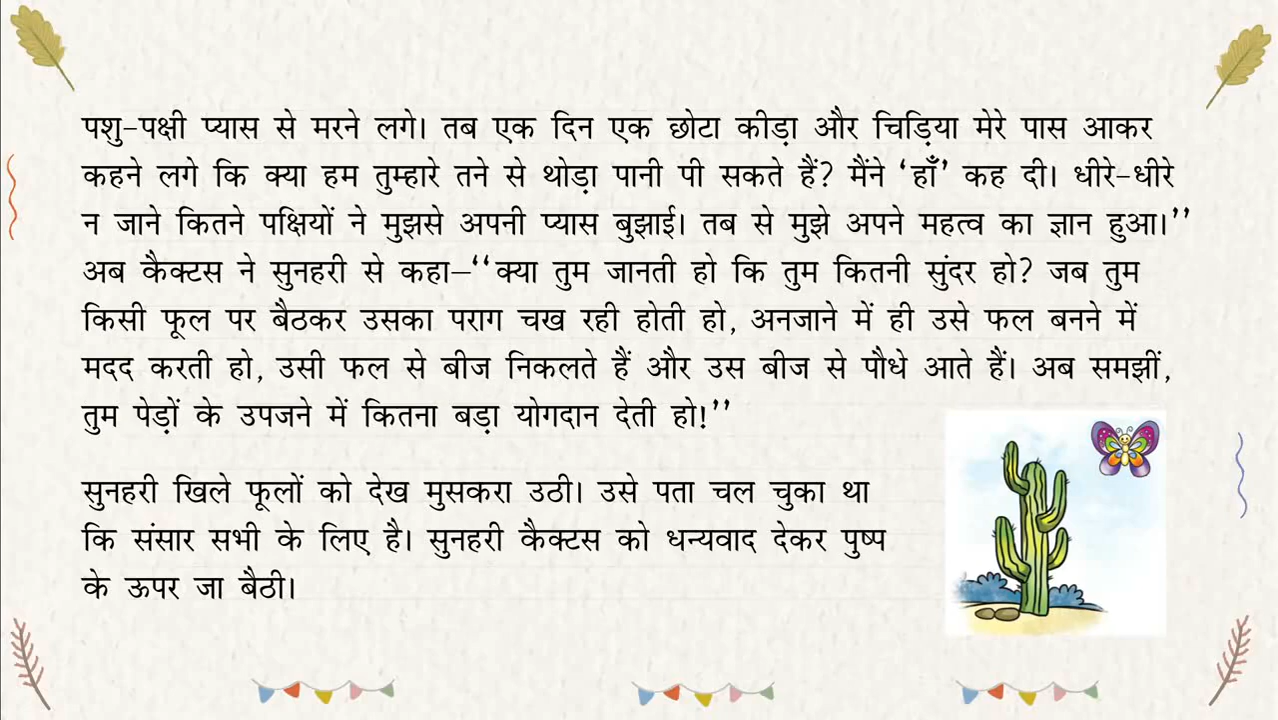 पशु-पक्षी प्यास से मरने लगे। तब एक दिन एक छोटा कीड़ा और चिड़िया मेरे पास आकर
कहने लगे कि क्या हम तुम्हारे तने से थोड़ा पानी पी सकते हैं? मैंने ‘हाँ’ कह दी। धीरे-धीरे
न जाने कितने पक्षियों ने मुझसे अपनी प्यास बुझाई। तब से मुझे अपने महत्व का ज्ञान हुआ।’’
अब कैक्टस ने सुनहरी से कहा–‘‘क्या तुम जानती हो कि तुम कितनी सुंदर हो? जब तुम
किसी फूल पर बैठकर उसका पराग चख रही होती हो, अनजाने में ही उसे फल बनने में
मदद करती हो, उसी फल से बीज निकलते हैं और उस बीज से पौधे आते हैं। अब समझीं,
तुम पेड़ों के उपजने में कितना बड़ा योगदान देती हो!’’
सुनहरी खिले फूलों को देख मुसकरा उठी। उसे पता चल चुका था
कि संसार सभी के लिए है। सुनहरी कैक्टस को धन्यवाद देकर पुष्प
के ऊपर जा बैठी।